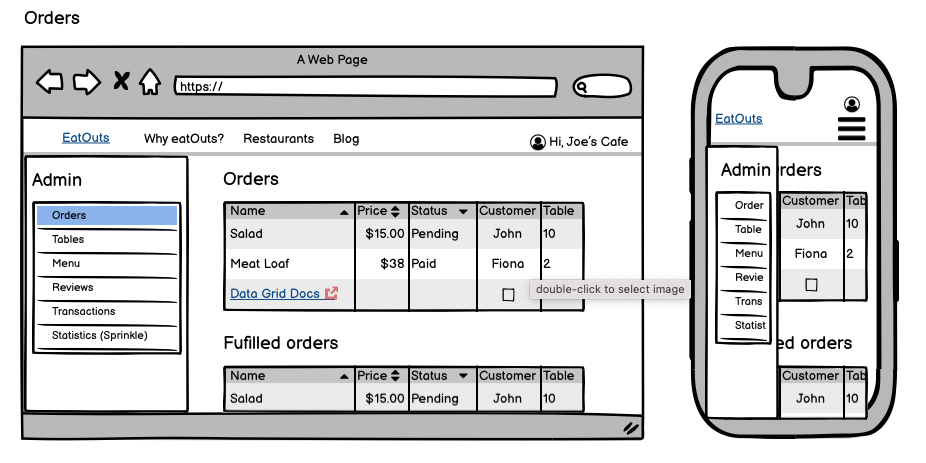 Orders
A Web Page
https://
EatOuts
Why eatOuts?
Restaurants
Blog
Hi, Joe's Cafe
Admin
Orders
Tables
Menu
Reviews
Transactions
Statistics (Sprinkle)
Orders
Name Price Status Customer Table
Salad $15.00 Pending John 10
Meat Loaf $38 Paid Fiona 2
Data Grid Docs
double-click to select image
Fufilled orders
Name Price Status Customer Table
Salad $15.00 Pending John 10
EatOuts
Admin
Order
Table
Menu
Revie
Trans
Statist
rders
Customer Tab
John 10
Fiona 2
ed orders
Customer Tab
John 10